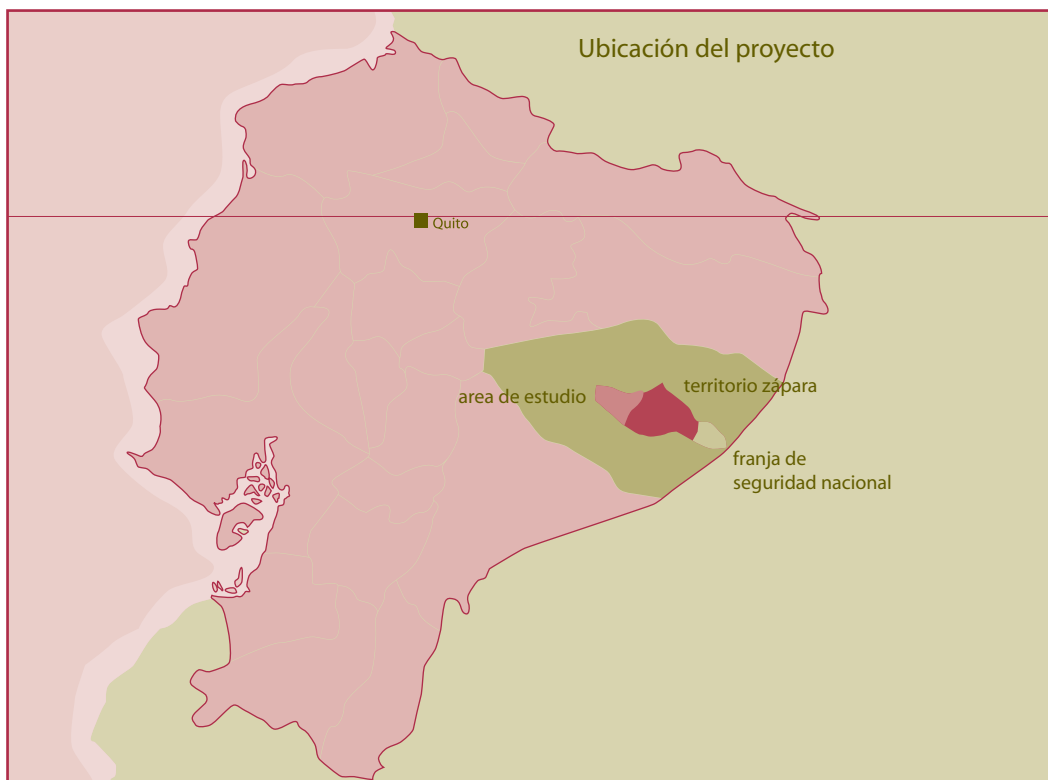 Ubicación del proyecto
Quito
territorio zápara
area de estudio
franja de
seguridad nacional